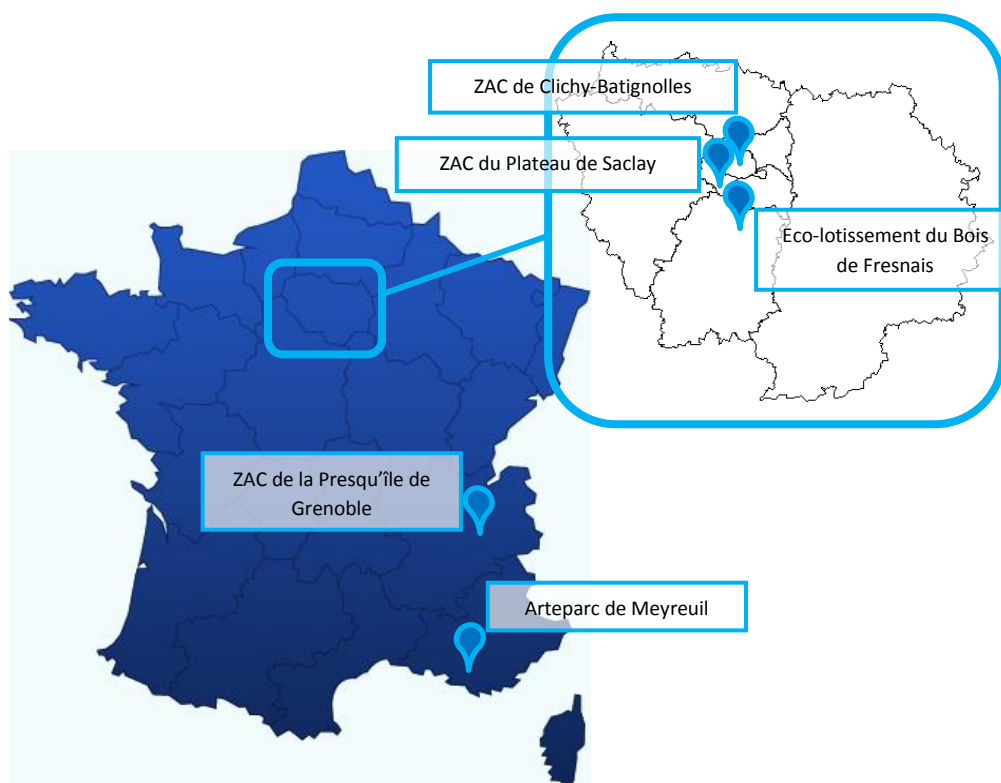 ZAC de Clichy-Batignolles
ZAC du Plateau de Saclay
Eco-lotissement du Bois
de Fresnais
ZAC de la Presqu’île de
Grenoble
Arteparc de Meyreuil